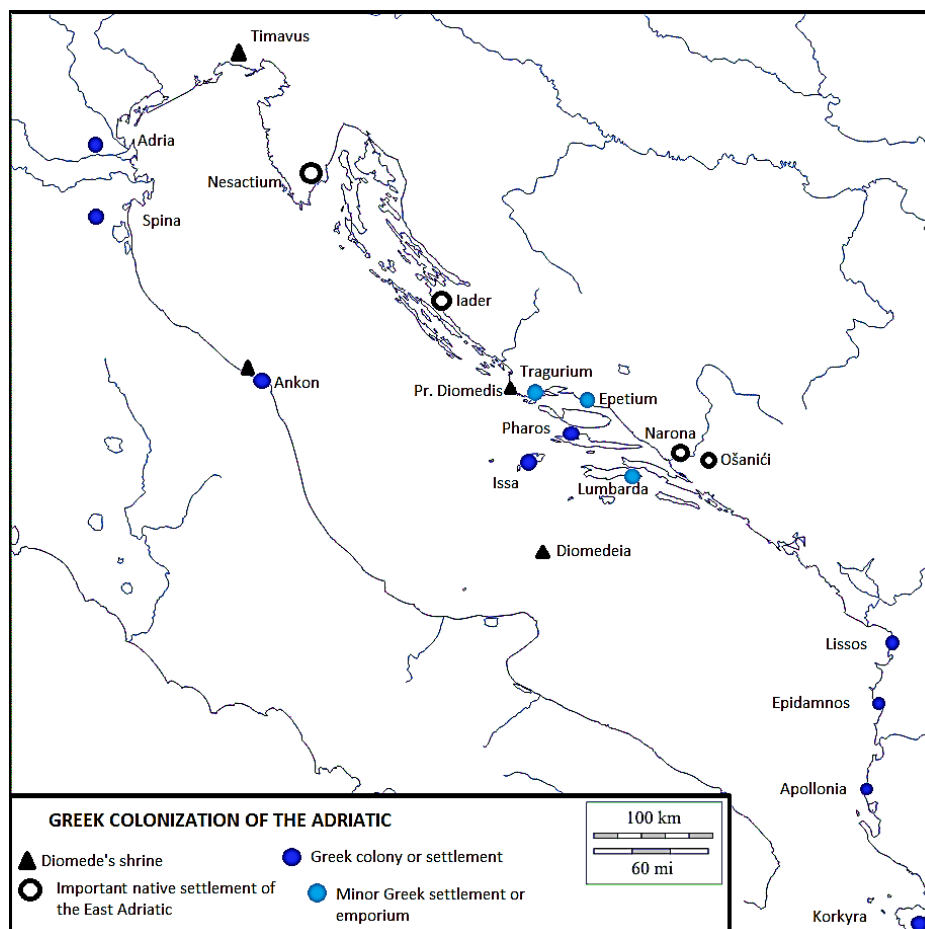 Timavus
Adria
Nesactium
Spina
Iader
Ankon
Tragurium
Pr. Diomedis
Epetium
Pharos
Narona
Ošanići
Issa
Lumbarda
Diomedeia
Lissos
Epidamnos
Apollonia
GREEK COLONIZATION OF THE ADRIATIC
100 km
60 mi
Diomede's shrine
Greek colony or settlement
Important native settlement of
the East Adriatic
Minor Greek settlement or
emporium
Korkyra